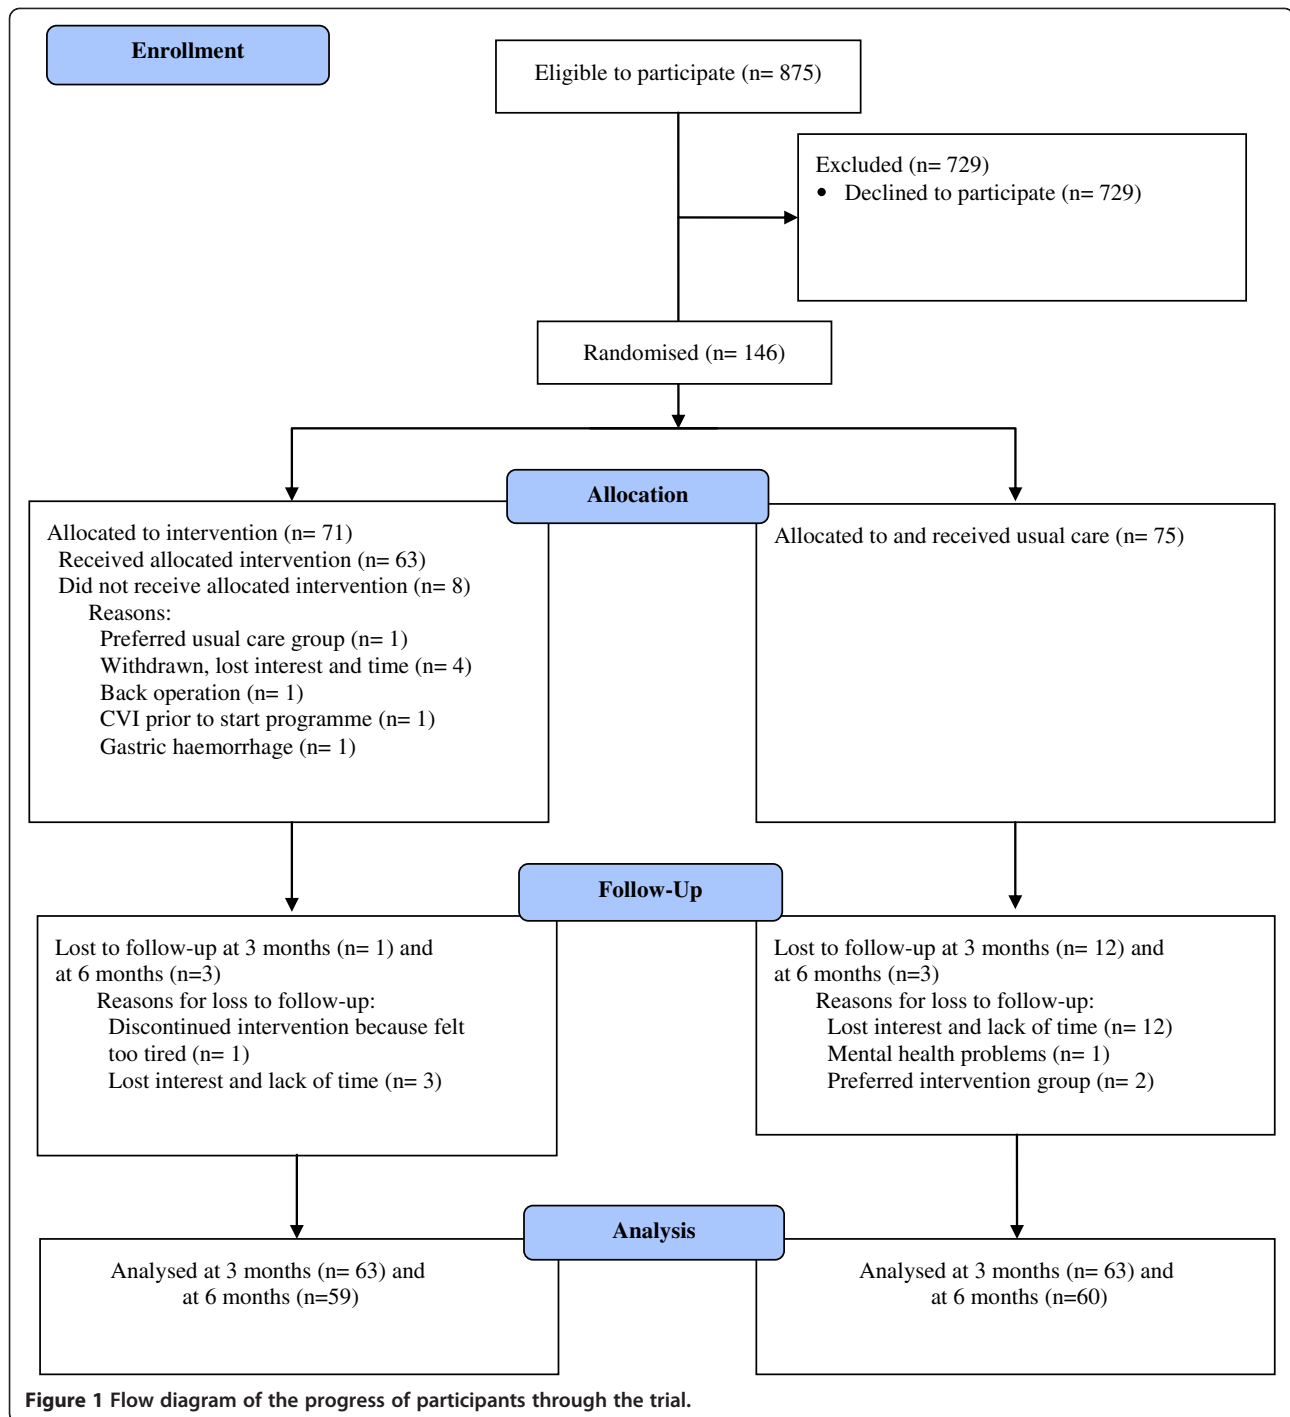 Enrollment
Eligible to participate (n= 875)
Excluded (n= 729)
• Declined to participate (n= 729)
Randomised (n= 146)
Allocation
Allocated to intervention (n= 71)
Received allocated intervention (n= 63)
Did not receive allocated intervention (n= 8)
Reasons:
Preferred usual care group (n= 1)
Withdrawn, lost interest and time (n= 4)
Back operation (n= 1)
CVI prior to start programme (n= 1)
Gastric haemorrhage (n= 1)
Allocated to and received usual care (n= 75)
Follow-Up
Lost to follow-up at 3 months (n= 1) and
at 6 months (n=3)
Reasons for loss to follow-up:
Discontinued intervention because felt
too tired (n= 1)
Lost interest and lack of time (n= 3)
Lost to follow-up at 3 months (n= 12) and
at 6 months (n=3)
Reasons for loss to follow-up:
Lost interest and lack of time (n= 12)
Mental health problems (n= 1)
Preferred intervention group (n= 2)
Analysis
Analysed at 3 months (n= 63) and
at 6 months (n=59)
Analysed at 3 months (n= 63) and
at 6 months (n=60)
Figure 1 Flow diagram of the progress of participants through the trial.